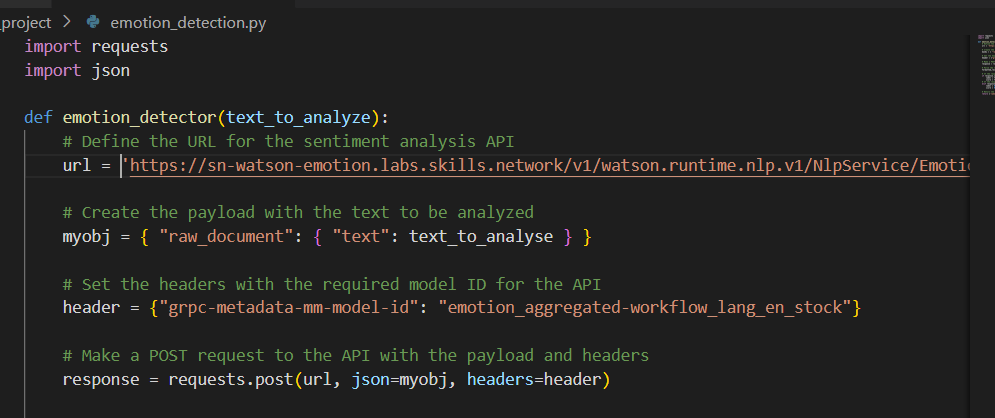 _project > emotion_detection.py
import requests
import json
def emotion_detector(text_to_analyze):
# Define the URL for the sentiment analysis API
url = 'https://sn-watson-emotion.labs.skills.network/v1/watson.runtime.nlp.v1/NlpService/Emotio
# Create the payload with the text to be analyzed
myobj = { "raw_document": { "text": text_to_analyse } }
# Set the headers with the required model ID for the API
header = {"grpc-metadata-mm-model-id": "emotion_aggregated-workflow_lang_en_stock"}
# Make a POST request to the API with the payload and headers
response = requests.post(url, json=myobj, headers=header)